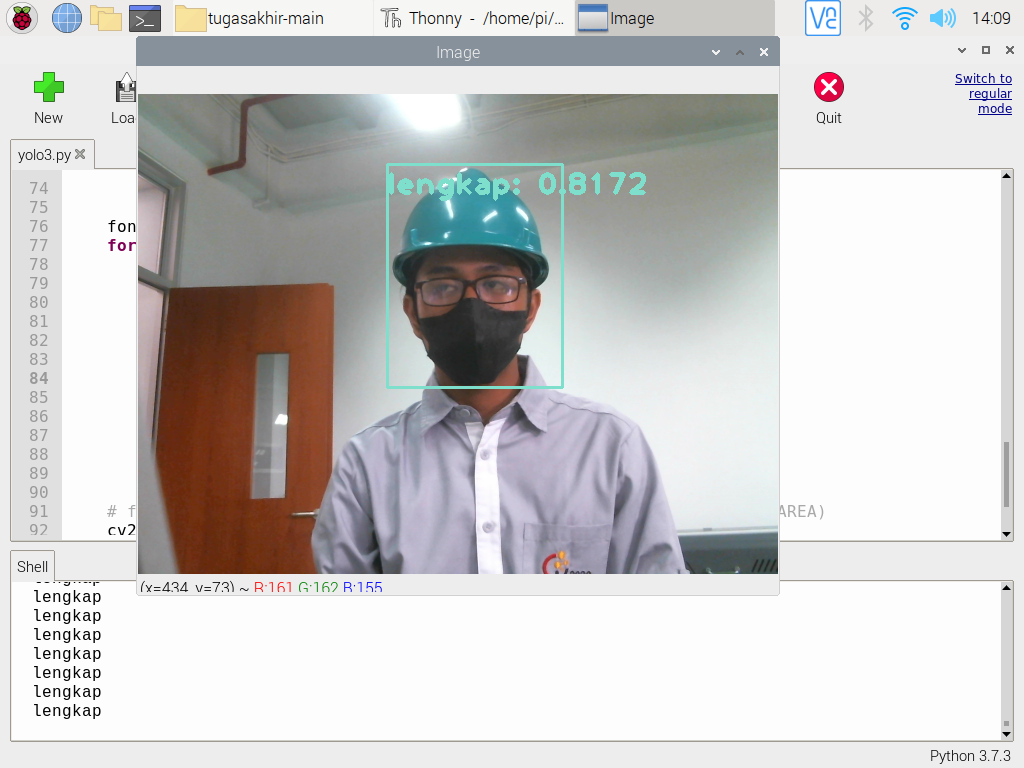 tugasakhir-main
Thonny - /home/pi/...
Image
VC
14:09
Image
New
Loa
Quit
Switch to
regular
mode
yolo3.py
lengkap: 0.8172
74
75
76 fon
77 for
78
79
80
81
82
83
84
85
86
87
88
89
90
91 # f AREA)
92 cv2
(x=434, y=73) ~ R:161 G:162 B:155
Shell
lengkap
lengkap
lengkap
lengkap
lengkap
lengkap
lengkap
lengkap
Python 3.7.3